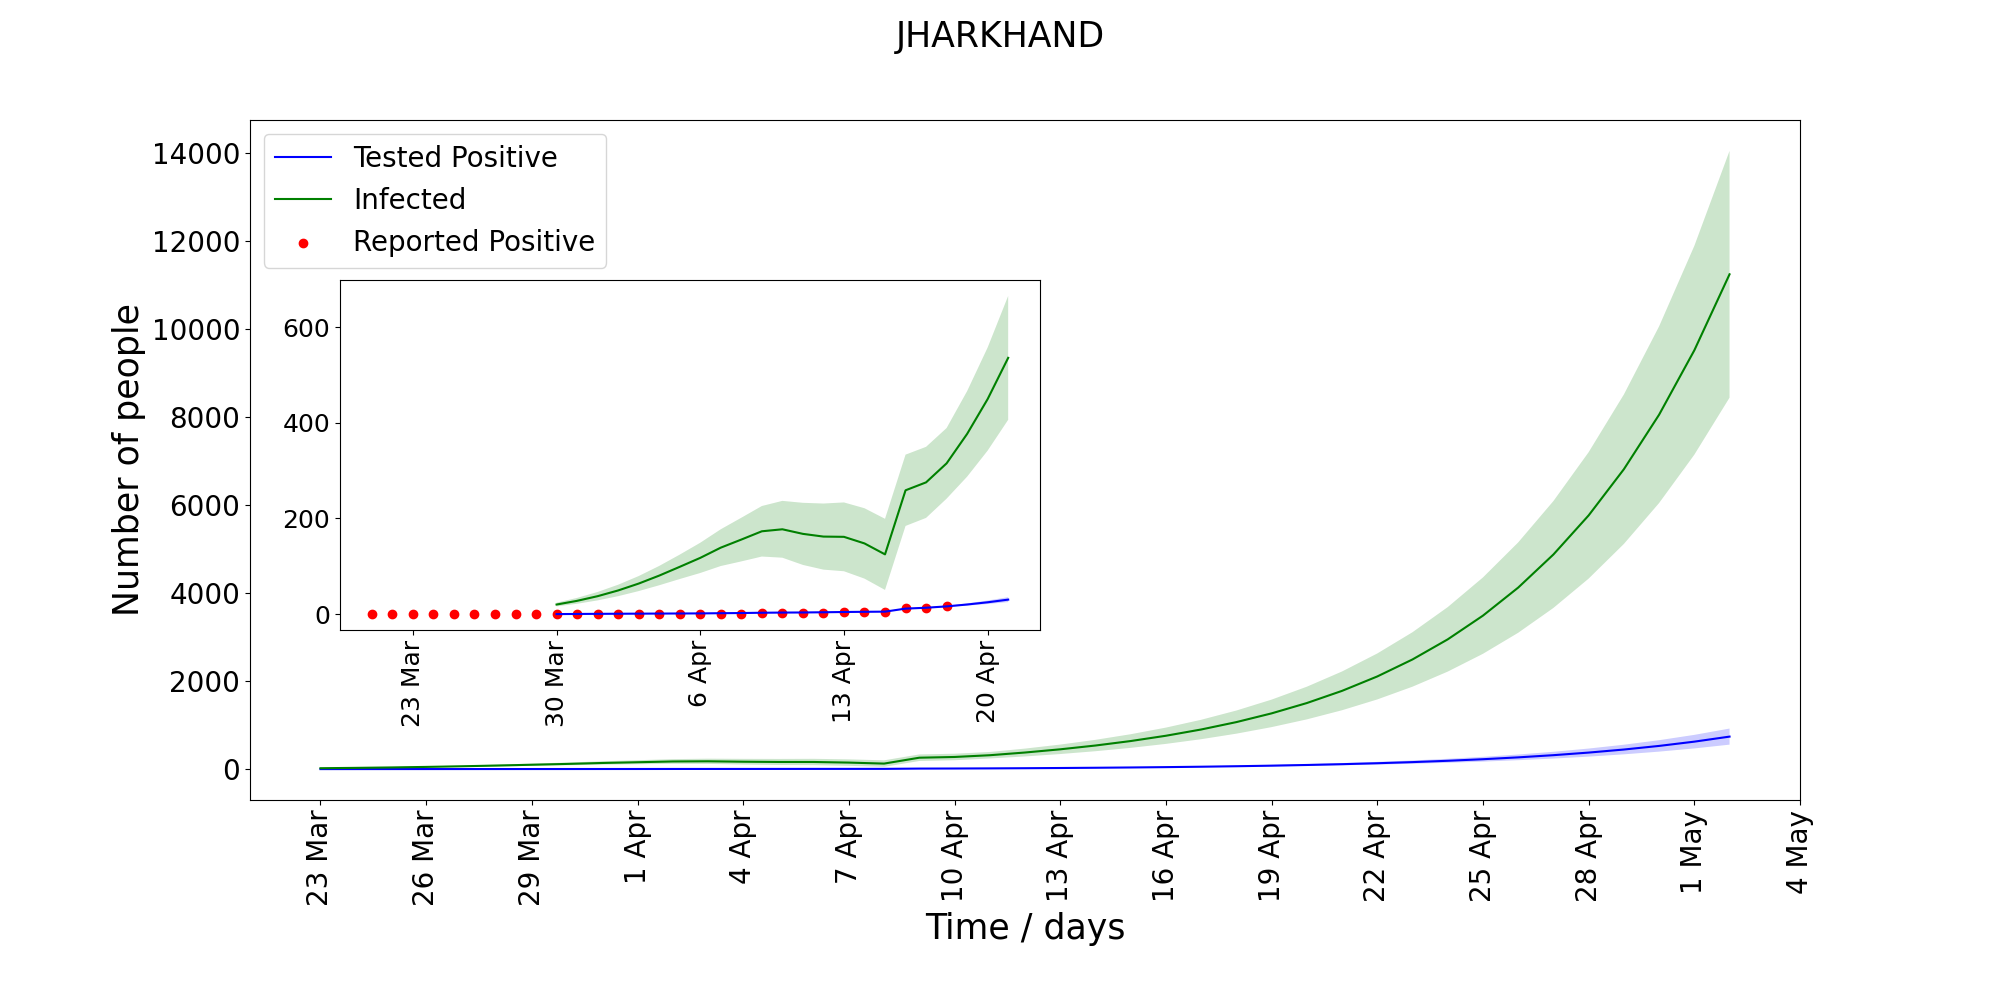 JHARKHAND
Tested Positive
Infected
Reported Positive
14000
12000
10000
8000
6000
4000
2000
0
Number of people
600
400
200
0
23 Mar
30 Mar
6 Apr
13 Apr
20 Apr
23 Mar
26 Mar
29 Mar
1 Apr
4 Apr
7 Apr
10 Apr
13 Apr
16 Apr
19 Apr
22 Apr
25 Apr
28 Apr
1 May
4 May
Time / days